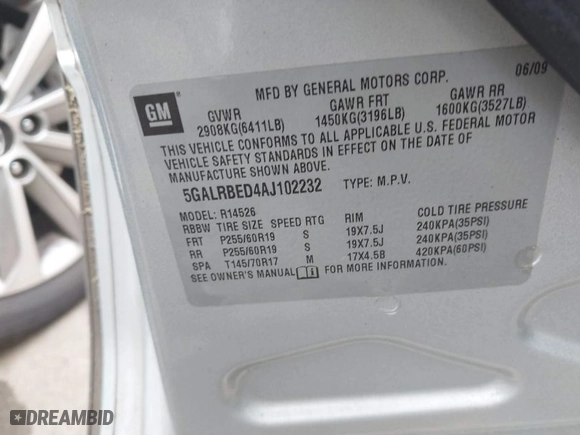 06/09
MFD BY GENERAL MOTORS CORP.
GM
GVWR GAWR FRT GAWR RR
2908KG(6411LB) 1450KG(3196LB) 1600KG(3527LB)
THIS VEHICLE CONFORMS TO ALL APPLICABLE U.S. FEDERAL MOTOR
VEHICLE SAFETY STANDARDS IN EFFECT ON THE DATE OF
MANUFACTURE SHOWN ABOVE.
5GALRBED4AJ102232 TYPE: M.P.V.
MODEL: R14526
RBBW TIRE SIZE SPEED RTG RIM COLD TIRE PRESSURE
FRT P255/60R19 S 19X7.5J 240KPA(35PSI)
RR P255/60R19 S 19X7.5J 240KPA(35PSI)
SPA T145/70R17 M 17X4.5B 420KPA(60PSI)
SEE OWNER'S MANUAL FOR MORE INFORMATION.
DREAMBID